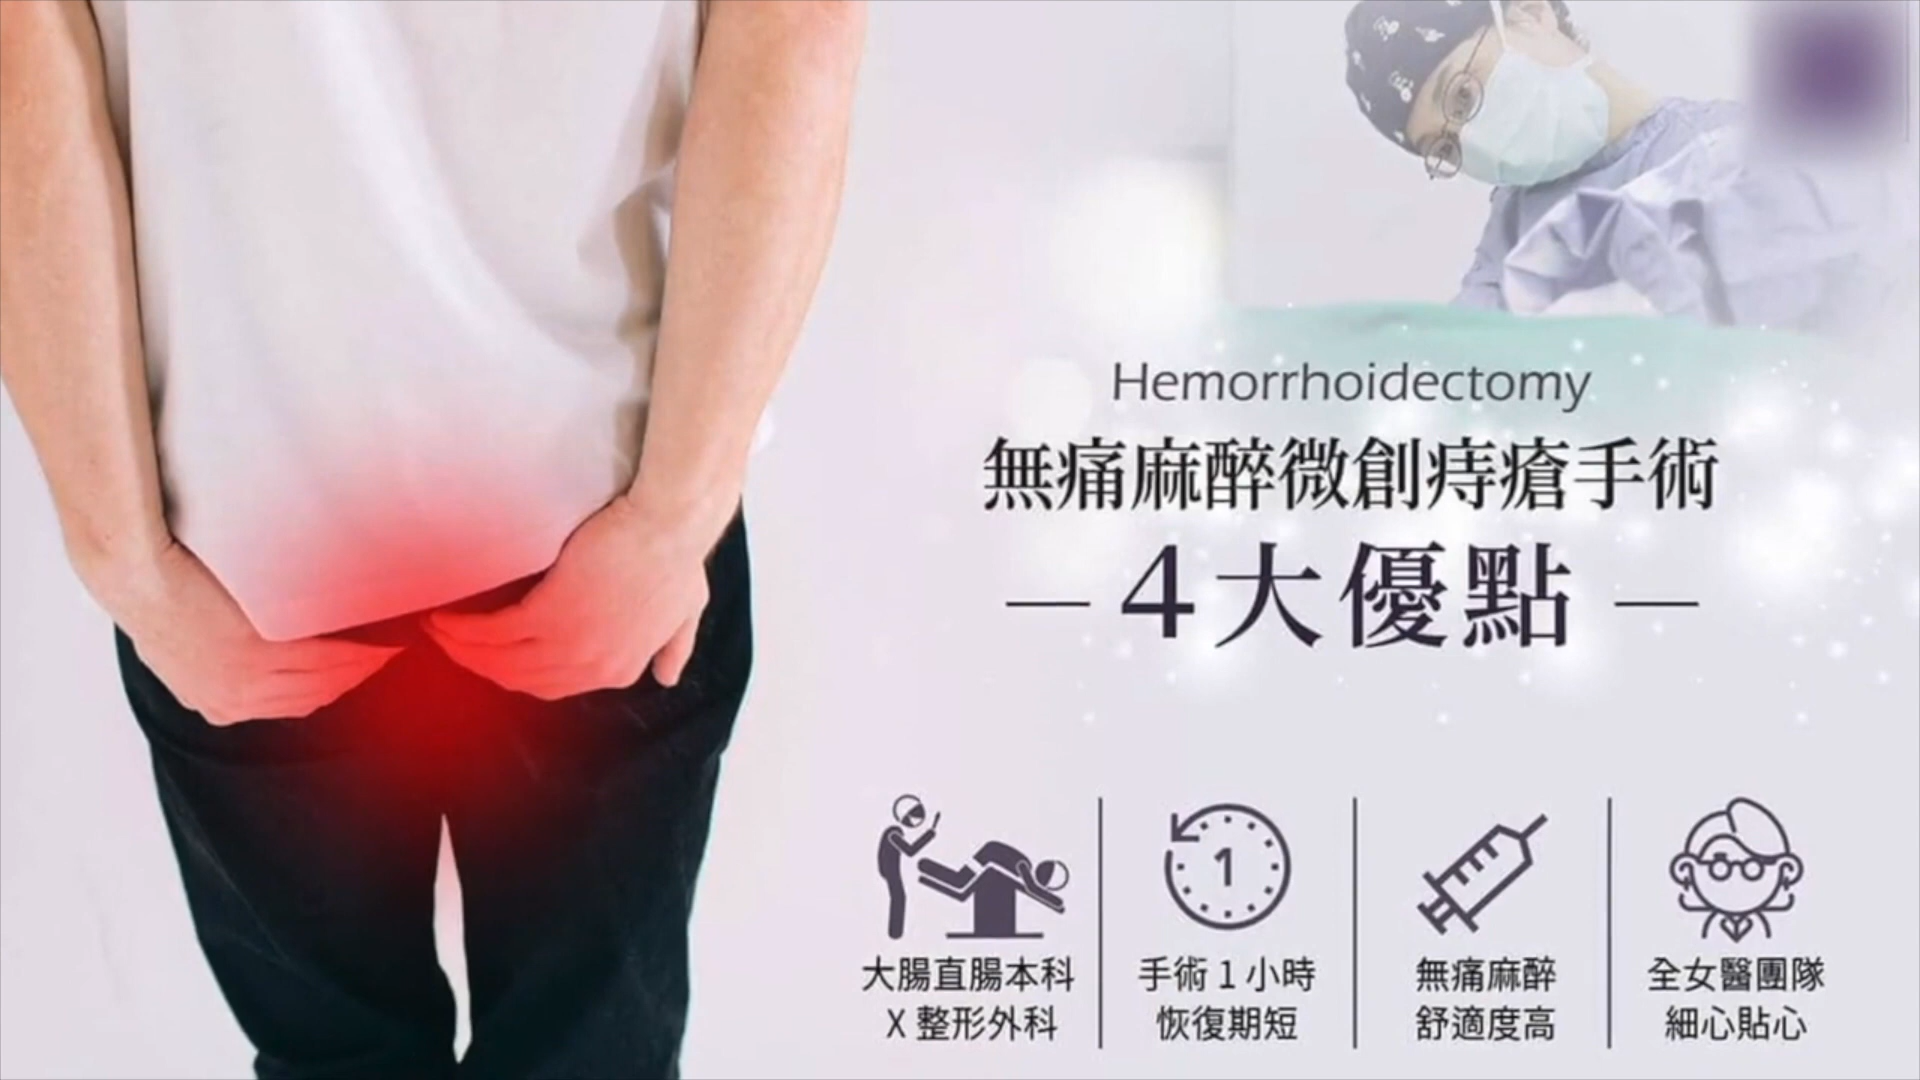 Hemorrhoidectomy
無痛麻醉微創痔瘡手術
4大優點
1
大腸直腸本科
X 整形外科
手術 1 小時
恢復期短
無痛麻醉
舒適度高
全女醫團隊
細心貼心